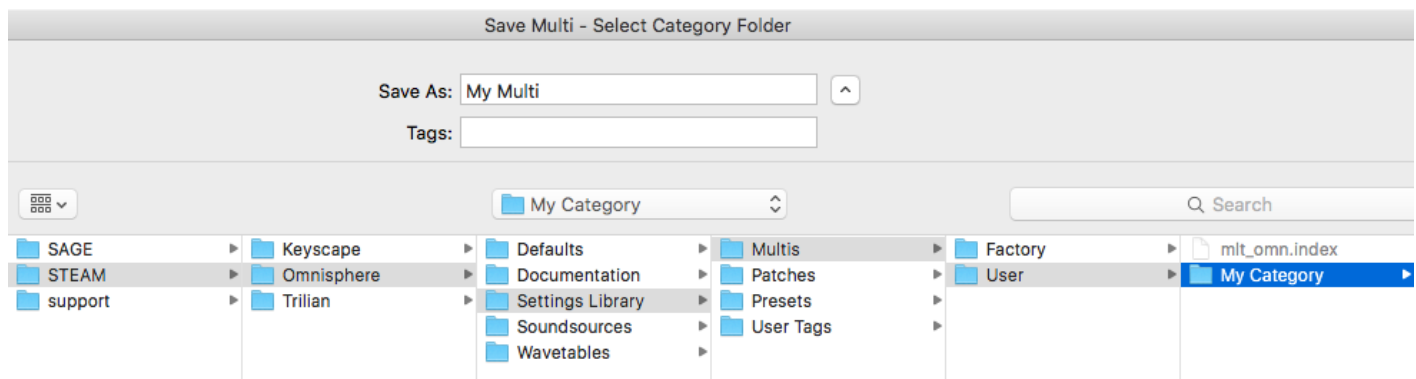 Save Multi - Select Category Folder
Save As: My Multi
Tags:
My Category
Search
SAGE
STEAM
support
Keyscape
Omnisphere
Trilian
Defaults
Documentation
Settings Library
Soundsources
Wavetables
Multis
Patches
Presets
User Tags
Factory
User
mlt_omn.index
My Category